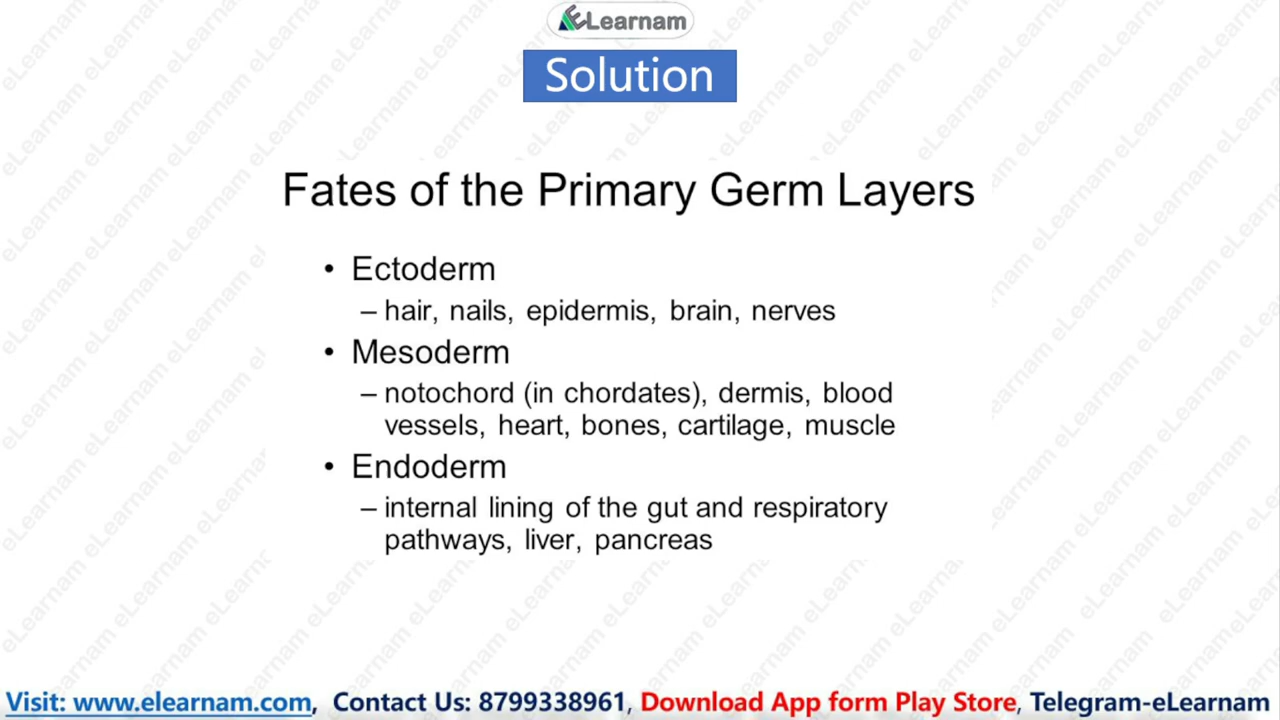 ELearnam
Solution
Fates of the Primary Germ Layers
• Ectoderm
– hair, nails, epidermis, brain, nerves
• Mesoderm
– notochord (in chordates), dermis, blood
vessels, heart, bones, cartilage, muscle
• Endoderm
– internal lining of the gut and respiratory
pathways, liver, pancreas
Visit: www.elearnam.com, Contact Us: 8799338961, Download App form Play Store, Telegram-eLearnam